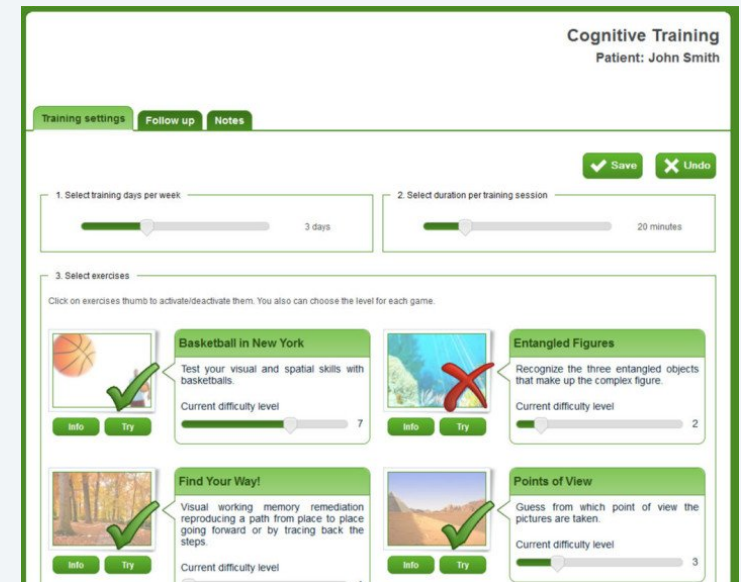 Cognitive Training
Patient: John Smith
Training settings
Follow up
Notes
Save
Undo
1. Select training days per week
3 days
2. Select duration per training session
20 minutes
3. Select exercises
Click on exercises thumb to activate/deactivate them. You also can choose the level for each game.
Basketball in New York
Test your visual and spatial skills with
basketballs.
Current difficulty level
7
Info
Try
Entangled Figures
Recognize the three entangled objects
that make up the complex figure.
Current difficulty level
2
Info
Try
Find Your Way!
Visual working memory remediation
reproducing a path from place to place
going forward or by tracing back the
steps.
Current difficulty level
Info
Try
Points of View
Guess from which point of view the
pictures are taken.
Current difficulty level
3
Info
Try